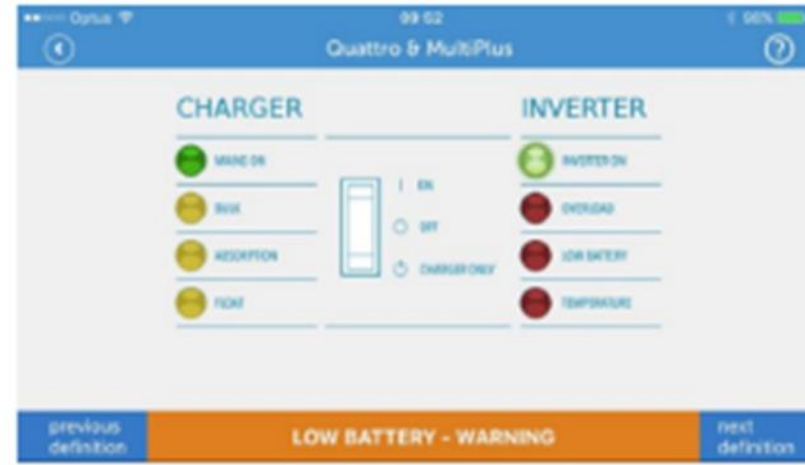 Optus 09:52 98%
Quattro & MultiPlus
CHARGER
INVERTER
MAINS ON
INVERTER ON
ON
BULK
OVERLOAD
OFF
ABSORPTION
LOW BATTERY
CHARGER ONLY
FLOAT
TEMPERATURE
previous
definition
LOW BATTERY - WARNING
next
definition